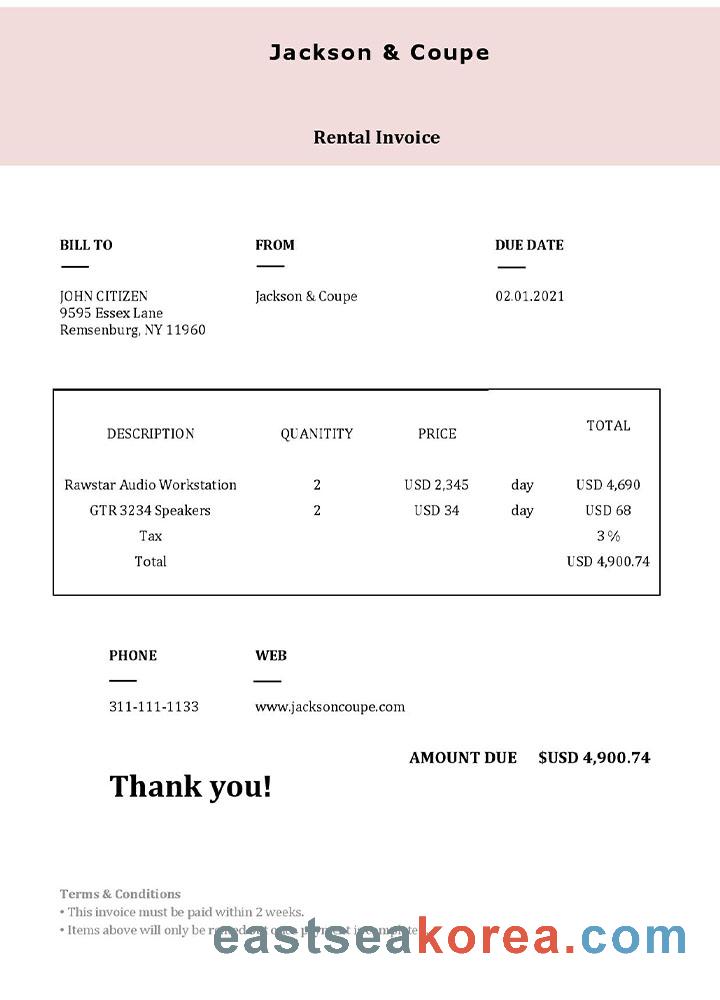 Jackson & Coupe
Rental Invoice
BILL TO
FROM
DUE DATE
JOHN CITIZEN
9595 Essex Lane
Remsenburg, NY 11960
Jackson & Coupe
02.01.2021
DESCRIPTION QUANITITY PRICE TOTAL
Rawstar Audio Workstation 2 USD 2,345 day USD 4,690
GTR 3234 Speakers 2 USD 34 day USD 68
Tax 3 %
Total USD 4,900.74
PHONE WEB
311-111-1133 www.jacksoncoupe.com
AMOUNT DUE $USD 4,900.74
Thank you!
Terms & Conditions
• This invoice must be paid within 2 weeks.
• Items above will only be
eastseakorea.com